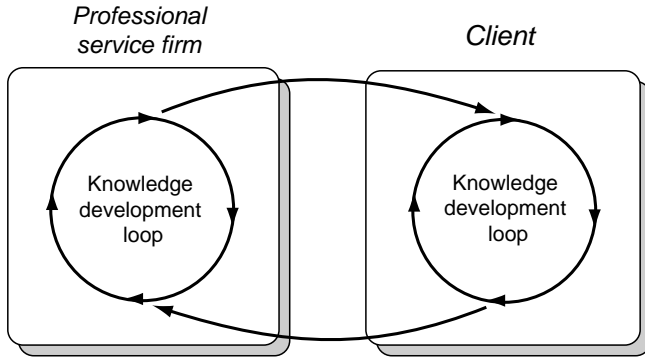 Professional
service firm
Client
Knowledge
development
loop
Knowledge
development
loop